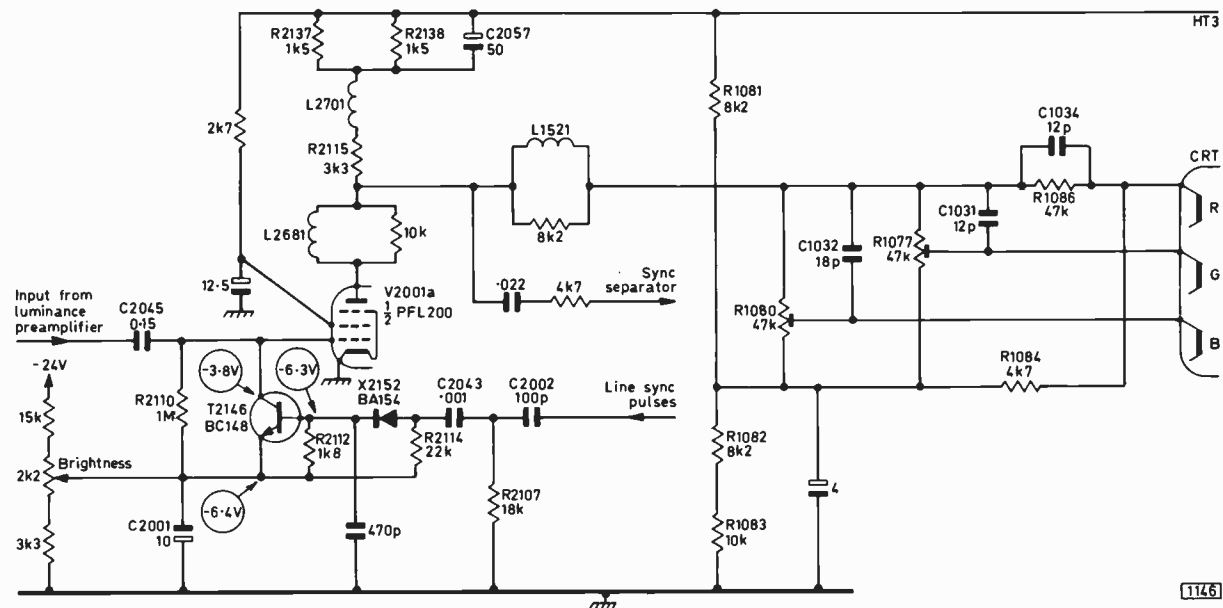 HT3
R2137
1k5
R2138
1k5
C2057
50
L2701
2k7
R2115
3k3
R1081
8k2
L1521
8k2
C1034
12p
R1086
47k
CRT
R
G
B
L2681
10k
C1031
12p
C1032
18p
R1077
47k
R1080
47k
12·5
V2001a
½ PFL200
·022
4k7
Sync
separator
Input from
luminance
preamplifier
C2045
0·15
-24V
15k
2k2
3k3
Brightness
R2110
1M
-3·8V
-6·3V
-6·4V
T2146
BC148
X2152
BA154
C2043
·001
C2002
100p
Line sync
pulses
R2112
1k8
R2114
22k
R2107
18k
R1084
4k7
R1082
8k2
R1083
10k
4
C2001
10
470p
1146